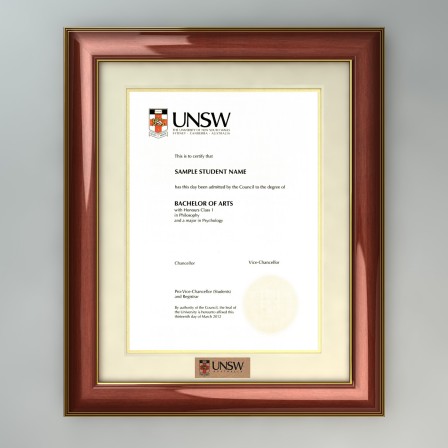 UNSW
THE UNIVERSITY OF NEW SOUTH WALES
SYDNEY · CANBERRA · AUSTRALIA
This is to certify that
SAMPLE STUDENT NAME
has this day been admitted by the Council to the degree of
BACHELOR OF ARTS
with Honours Class 1
in Philosophy
and a major in Psychology
Chancellor
Vice-Chancellor
Pro-Vice-Chancellor (Students)
and Registrar
By authority of the Council, the seal of
the University is hereunto affixed this
thirteenth day of March 2012
UNSW
AUSTRALIA